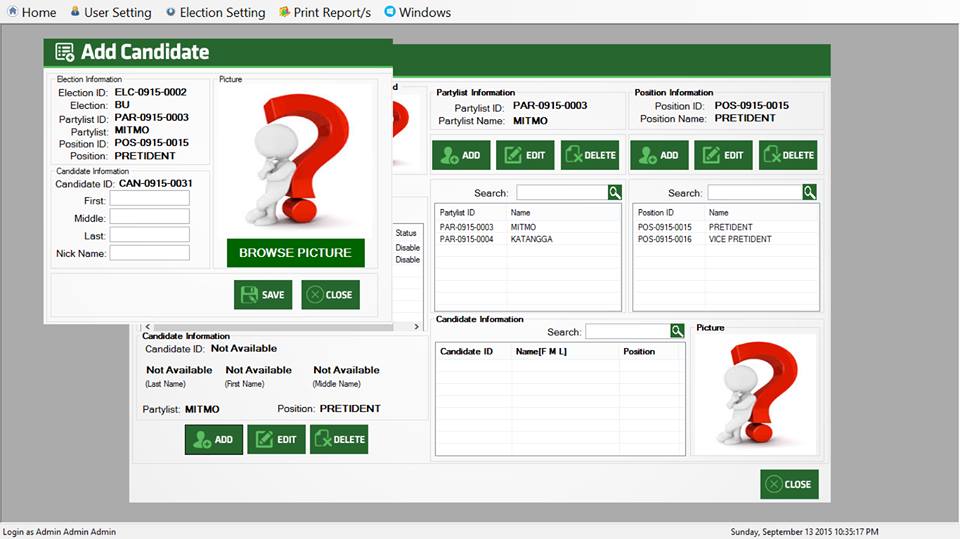 Home User Setting Election Setting Print Report/s Windows
Add Candidate
Election Information
Election ID: ELC-0915-0002
Election: BU
Partylist ID: PAR-0915-0003
Partylist: MITMO
Position ID: POS-0915-0015
Position: PRETIDENT
Candidate Information
Candidate ID: CAN-0915-0031
First:
Middle:
Last:
Nick Name:
Picture
BROWSE PICTURE
SAVE CLOSE
d
Status
Disable
Disable
Partylist Information
Partylist ID: PAR-0915-0003
Partylist Name: MITMO
ADD EDIT DELETE
Search:
Partylist ID Name
PAR-0915-0003 MITMO
PAR-0915-0004 KATANGGA
Position Information
Position ID: POS-0915-0015
Position Name: PRETIDENT
ADD EDIT DELETE
Search:
Position ID Name
POS-0915-0015 PRETIDENT
POS-0915-0016 VICE PRETIDENT
Candidate Information
Candidate ID: Not Available
Not Available Not Available Not Available
(Last Name) (First Name) (Middle Name)
Partylist: MITMO Position: PRETIDENT
ADD EDIT DELETE
Candidate Information
Search:
Candidate ID Name[F M L] Position
Picture
CLOSE
Login as Admin Admin Admin Sunday, September 13 2015 10:35:17 PM